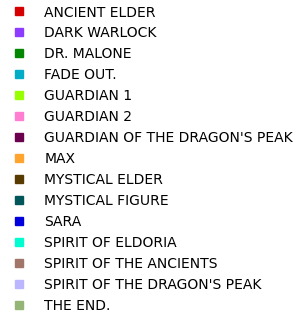 ANCIENT ELDER
DARK WARLOCK
DR. MALONE
FADE OUT.
GUARDIAN 1
GUARDIAN 2
GUARDIAN OF THE DRAGON'S PEAK
MAX
MYSTICAL ELDER
MYSTICAL FIGURE
SARA
SPIRIT OF ELDORIA
SPIRIT OF THE ANCIENTS
SPIRIT OF THE DRAGON'S PEAK
THE END.